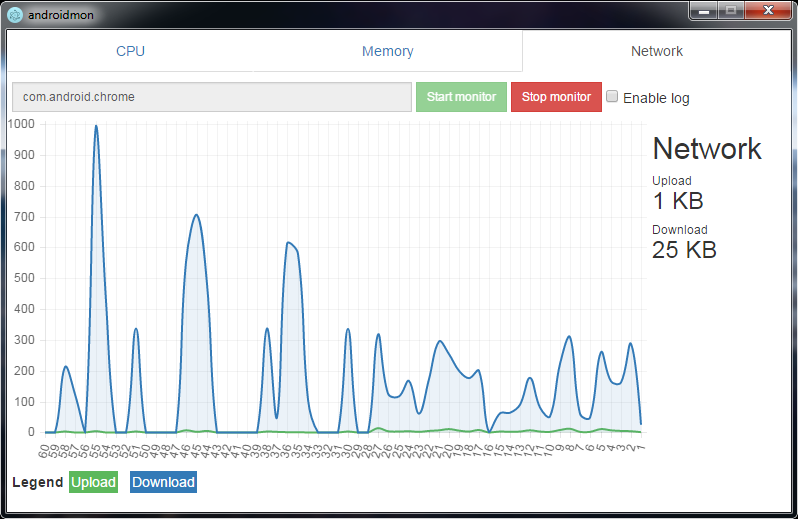 androidmon
CPU Memory Network
com.android.chrome Start monitor Stop monitor Enable log
1000
900
800
700
600
500
400
300
200
100
0
60 59 58 57 56 55 54 53 52 51 50 49 48 47 46 45 44 43 42 41 40 39 38 37 36 35 34 33 32 31 30 29 28 27 26 25 24 23 22 21 20 19 18 17 16 15 14 13 12 11 10 9 8 7 6 5 4 3 2 1
Legend Upload Download
Network
Upload
1 KB
Download
25 KB